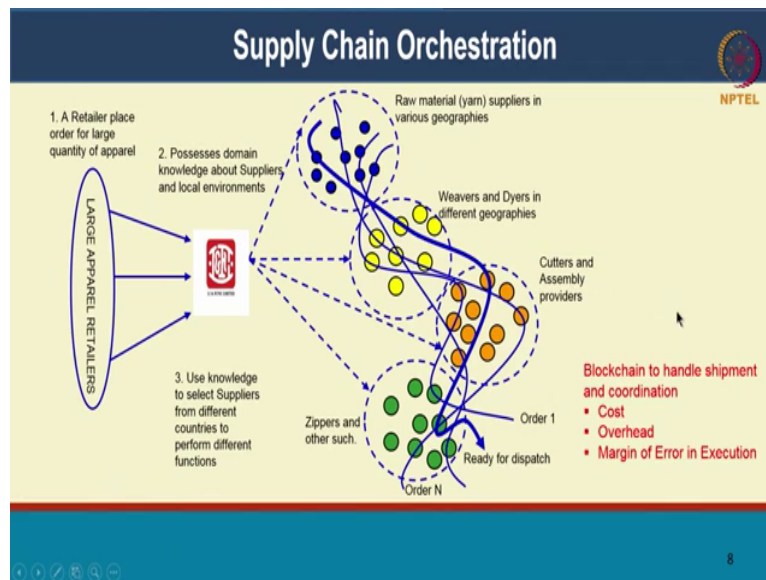 Supply Chain Orchestration
NPTEL
1. A Retailer place
order for large
quantity of apparel
2. Possesses domain
knowledge about Suppliers
and local environments
Raw material (yarn) suppliers in
various geographies
LARGE APPAREL RETAILERS
Weavers and Dyers in
different geographies
Cutters and
Assembly
providers
3. Use knowledge
to select Suppliers
from different
countries to
perform different
functions
Zippers and
other such.
Order 1
Ready for dispatch
Order N
Blockchain to handle shipment
and coordination
▪ Cost
▪ Overhead
▪ Margin of Error in Execution
8